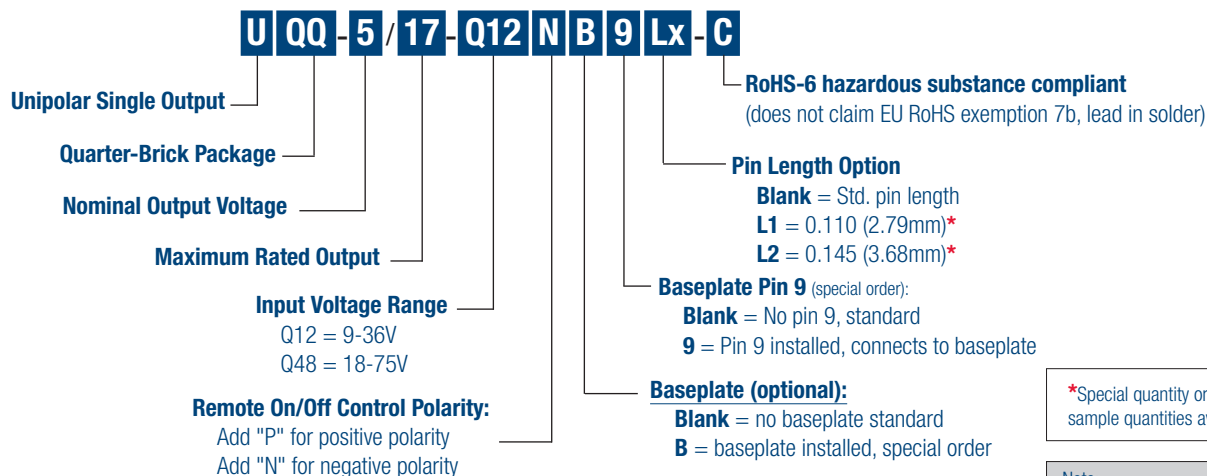 U QQ - 5 / 17 - Q12 N B 9 Lx - C
RoHS-6 hazardous substance compliant
(does not claim EU RoHS exemption 7b, lead in solder)
Unipolar Single Output
Quarter-Brick Package
Nominal Output Voltage
Maximum Rated Output
Input Voltage Range
Q12 = 9-36V
Q48 = 18-75V
Remote On/Off Control Polarity:
Add "P" for positive polarity
Add "N" for negative polarity
Pin Length Option
Blank = Std. pin length
L1 = 0.110 (2.79mm)*
L2 = 0.145 (3.68mm)*
Baseplate Pin 9 (special order):
Blank = No pin 9, standard
9 = Pin 9 installed, connects to baseplate
Baseplate (optional):
Blank = no baseplate standard
B = baseplate installed, special order
*Special quantity
sample quantities